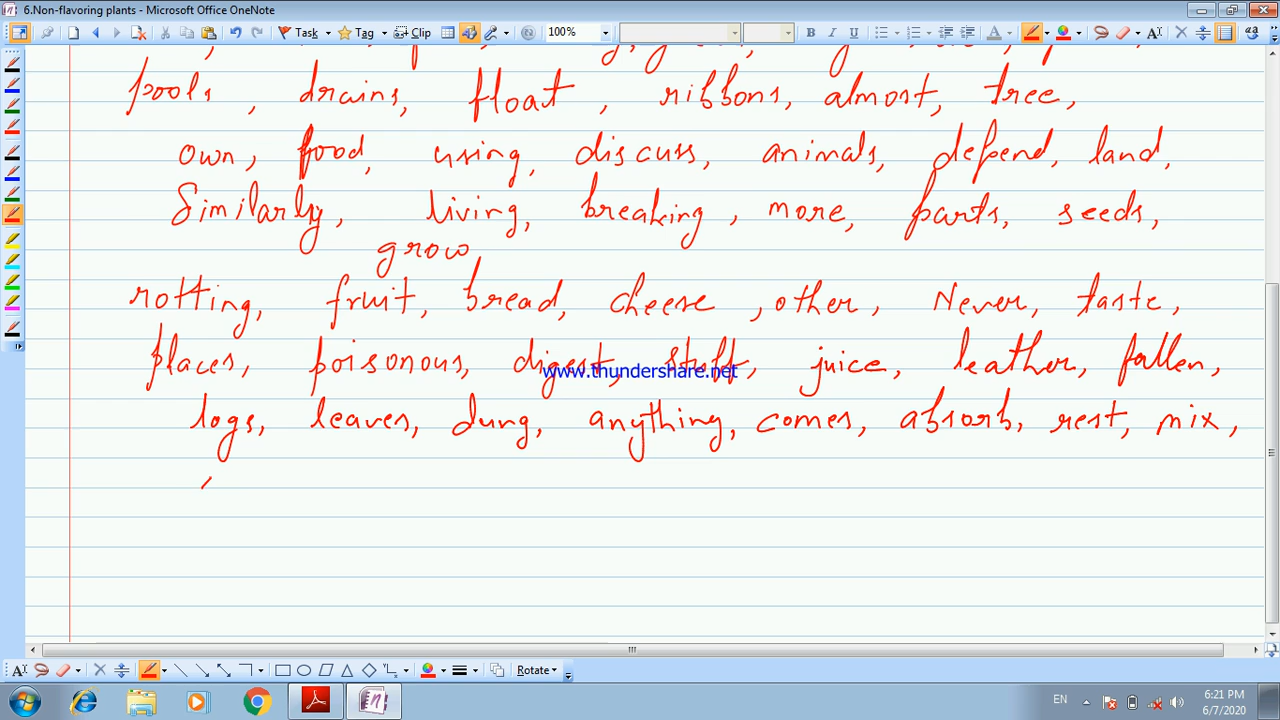 6.Non-flavoring plants - Microsoft Office OneNote
Task Tag Clip 100%
pools, drains, float, ribbons, almost, tree,
own, food, using, discuss, animals, depend, land,
Similarly, living, breaking, more, parts, seeds,
grow,
rotting, fruit, bread, cheese, other, Never, taste,
places, poisonous, digest, stuff, juice, leather, fallen,
www.thundershare.net
logs, leaves, dung, anything, comes, absorb, rest, mix,
Rotate
EN 6:21 PM
6/7/2020